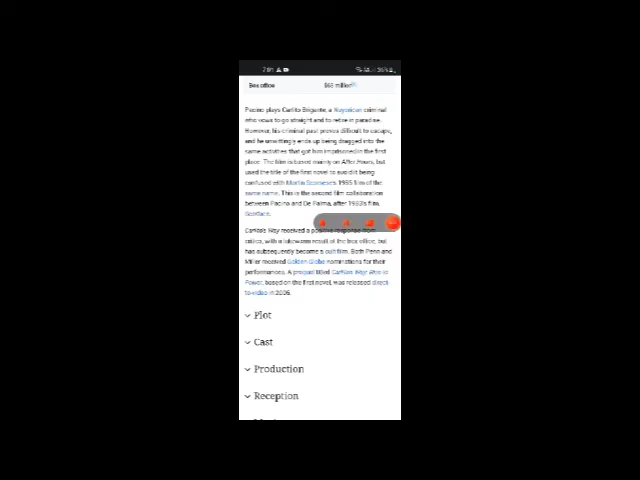 7:01
Box office $63 million
Pacino plays Carlito Brigante, a Nuyorican criminal
who vows to go straight and to retire in paradise.
However, his criminal past proves difficult to escape,
and he unwittingly ends up being dragged into the
same activities that got him imprisoned in the first
place. The film is based mainly on After Hours, but
used the title of the first novel to avoid it being
confused with Martin Scorsese's 1985 film of the
same name. This is the second film collaboration
between Pacino and De Palma, after 1983's film,
Scarface.
Carlito's Way received a positive response from
critics, with a lukewarm result at the box office, but
has subsequently become a cult film. Both Penn and
Miller received Golden Globe nominations for their
performances. A prequel titled Carlito's Way: Rise to
Power, based on the first novel, was released direct
to-video in 2005.
Plot
Cast
Production
Reception